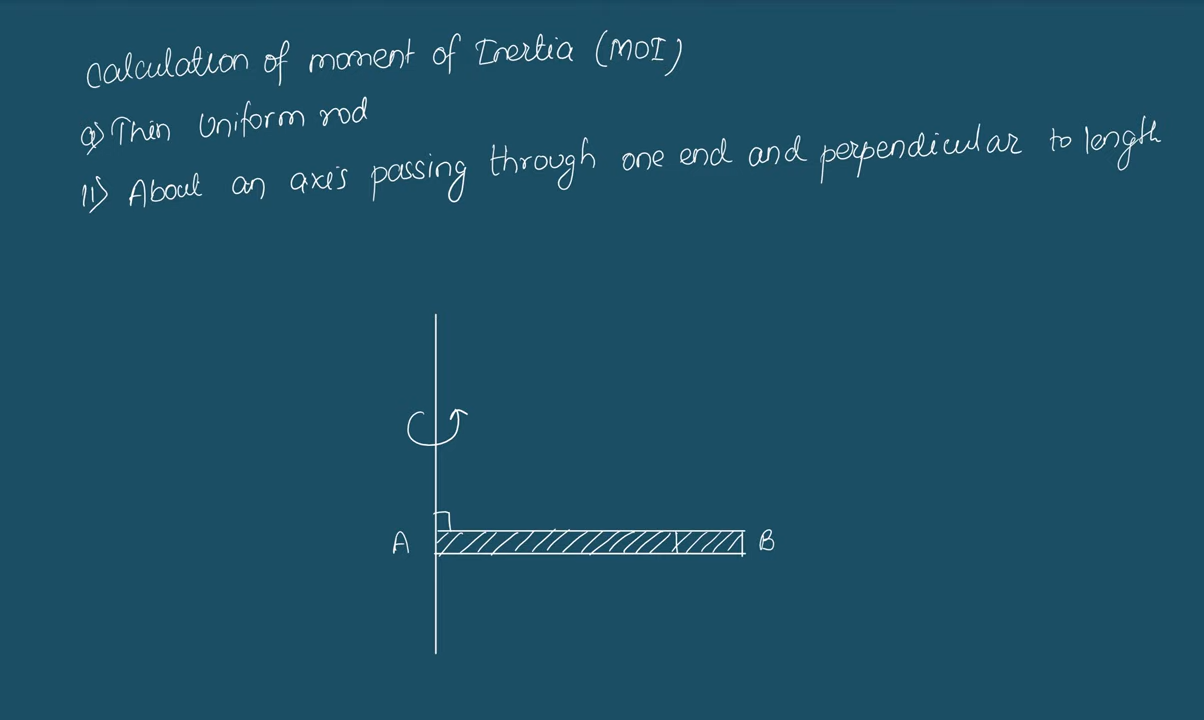 Calculation of moment of Inertia (MOI)
a) Thin Uniform rod
11) About an axis passing through one end and perpendicular to length
A
B